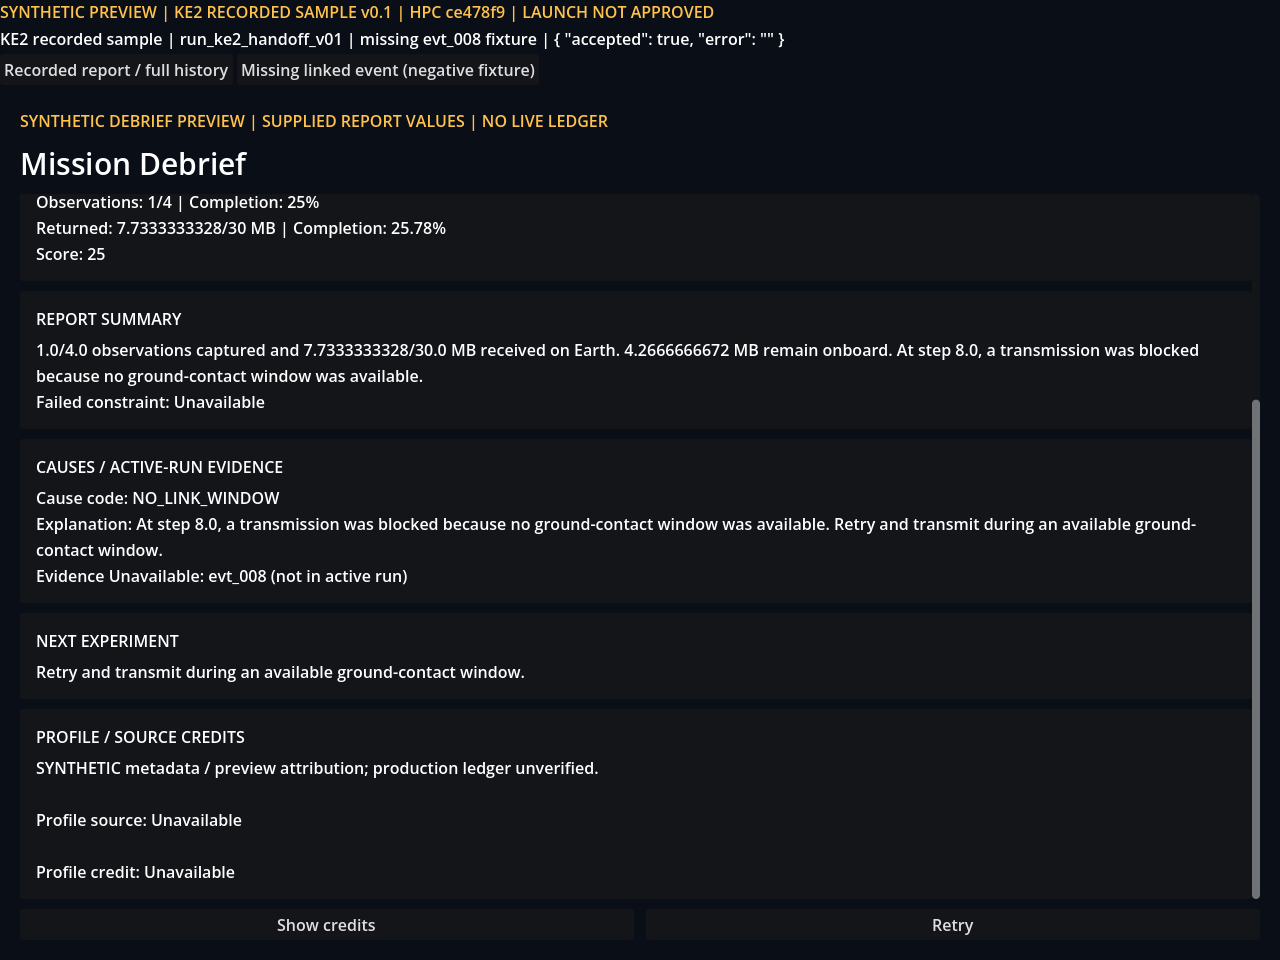 SYNTHETIC PREVIEW | KE2 RECORDED SAMPLE v0.1 | HPC ce478f9 | LAUNCH NOT APPROVED
KE2 recorded sample | run_ke2_handoff_v01 | missing evt_008 fixture | { "accepted": true, "error": "" }
Recorded report / full history Missing linked event (negative fixture)
SYNTHETIC DEBRIEF PREVIEW | SUPPLIED REPORT VALUES | NO LIVE LEDGER
Mission Debrief
Observations: 1/4 | Completion: 25%
Returned: 7.7333333328/30 MB | Completion: 25.78%
Score: 25
REPORT SUMMARY
1.0/4.0 observations captured and 7.7333333328/30.0 MB received on Earth. 4.2666666672 MB remain onboard. At step 8.0, a transmission was blocked
because no ground-contact window was available.
Failed constraint: Unavailable
CAUSES / ACTIVE-RUN EVIDENCE
Cause code: NO_LINK_WINDOW
Explanation: At step 8.0, a transmission was blocked because no ground-contact window was available. Retry and transmit during an available ground-
contact window.
Evidence Unavailable: evt_008 (not in active run)
NEXT EXPERIMENT
Retry and transmit during an available ground-contact window.
PROFILE / SOURCE CREDITS
SYNTHETIC metadata / preview attribution; production ledger unverified.
Profile source: Unavailable
Profile credit: Unavailable
Show credits Retry